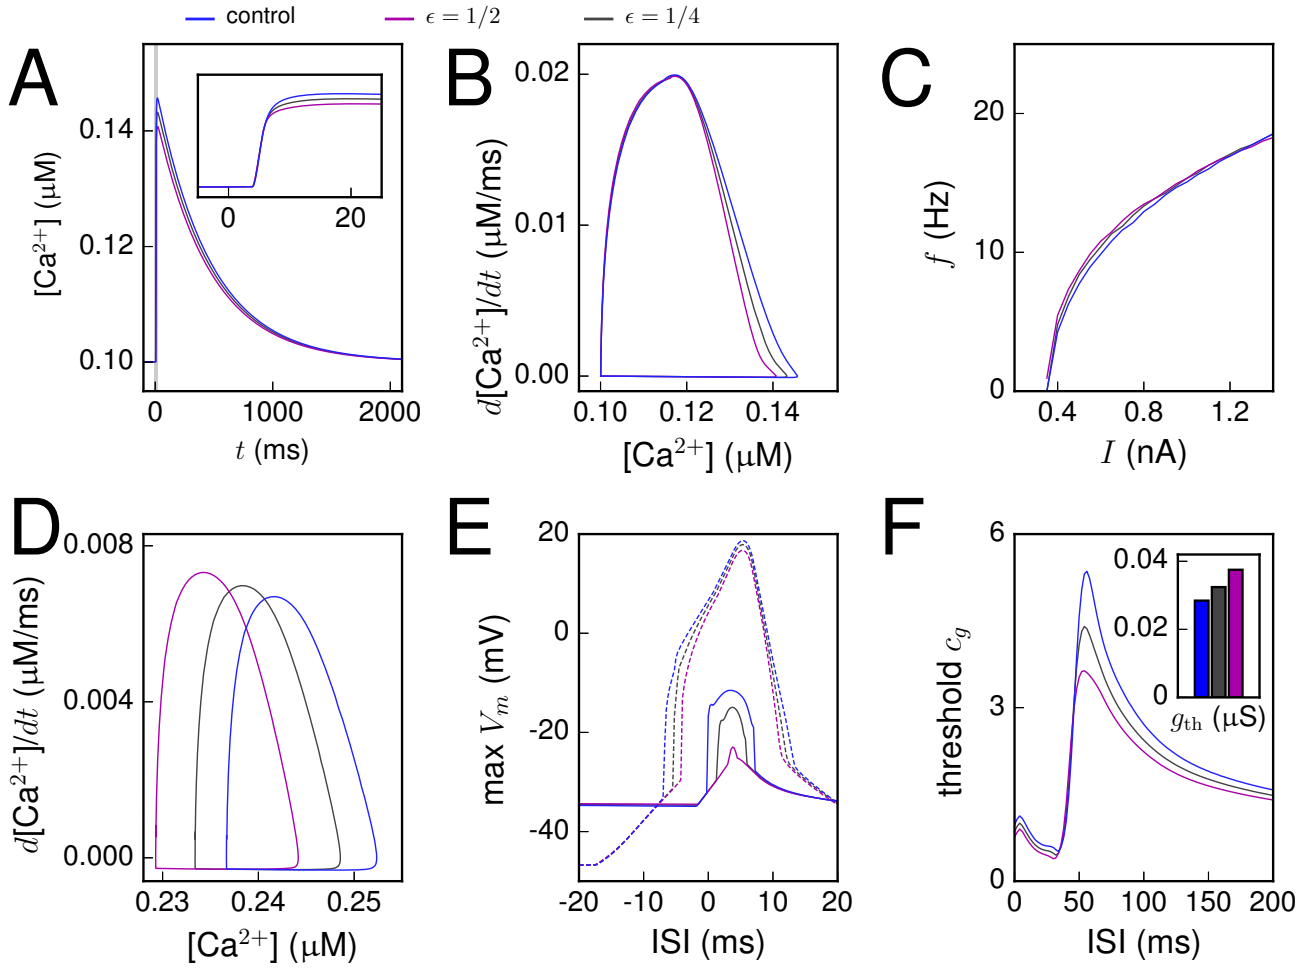 control ϵ = 1/2 ϵ = 1/4
A
[Ca²⁺] (μM)
0.14
0.12
0.10
0 1000 2000
t (ms)
0 20
B
d[Ca²⁺]/dt (μM/ms)
0.02
0.01
0.00
0.10 0.12 0.14
[Ca²⁺] (μM)
C
f (Hz)
20
10
0
0.4 0.8 1.2
I (nA)
D
d[Ca²⁺]/dt (μM/ms)
0.008
0.004
0.000
0.23 0.24 0.25
[Ca²⁺] (μM)
E
max Vₘ (mV)
20
0
-20
-40
-20 -10 0 10 20
ISI (ms)
F
threshold c_g
6
3
0
0 50 100 150 200
ISI (ms)
0.04
0.02
0
g_th (μS)